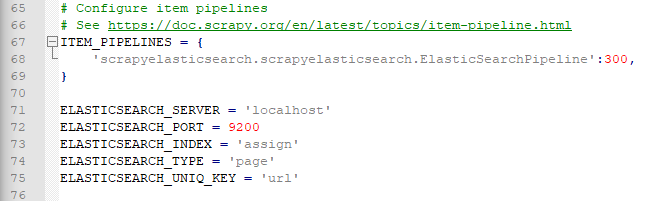 65 # Configure item pipelines
66 # See https://doc.scrapy.org/en/latest/topics/item-pipeline.html
67 ITEM_PIPELINES = {
68 'scrapyelasticsearch.scrapyelasticsearch.ElasticSearchPipeline':300,
69 }
70
71 ELASTICSEARCH_SERVER = 'localhost'
72 ELASTICSEARCH_PORT = 9200
73 ELASTICSEARCH_INDEX = 'assign'
74 ELASTICSEARCH_TYPE = 'page'
75 ELASTICSEARCH_UNIQ_KEY = 'url'
76